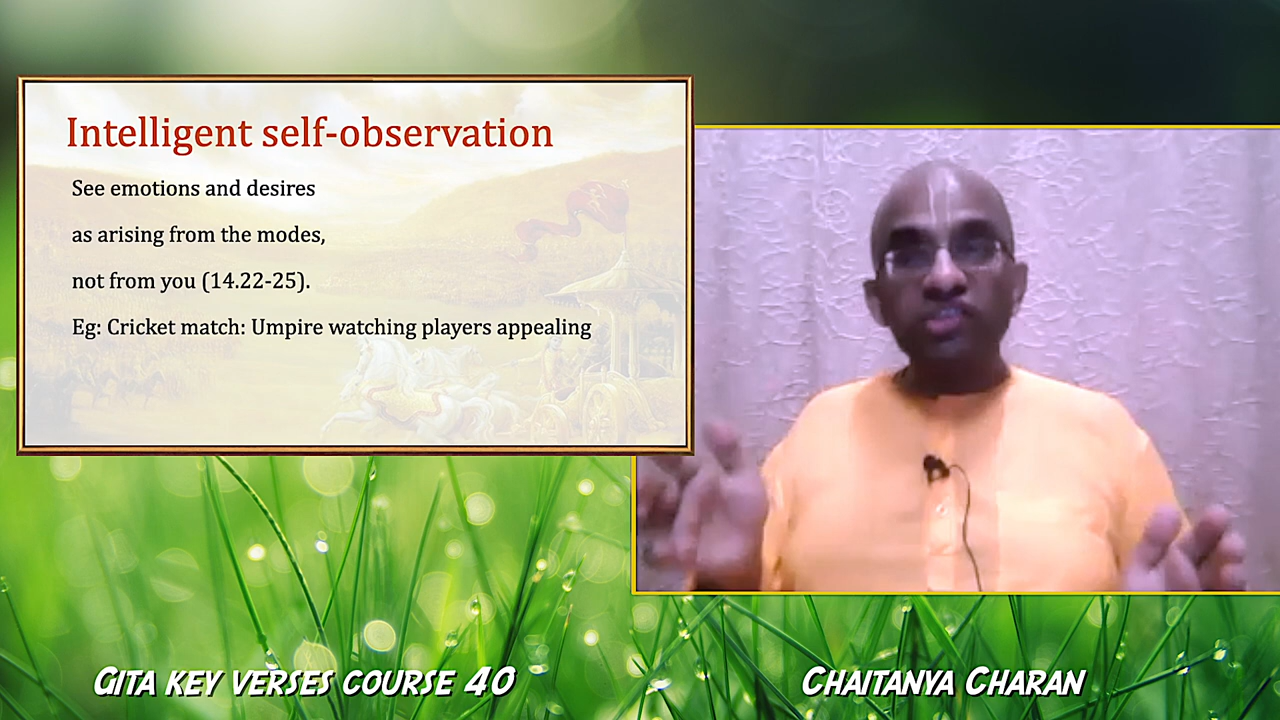 Intelligent self-observation
See emotions and desires
as arising from the modes,
not from you (14.22-25).
Eg: Cricket match: Umpire watching players appealing
Gita key verses course 40
Chaitanya Charan